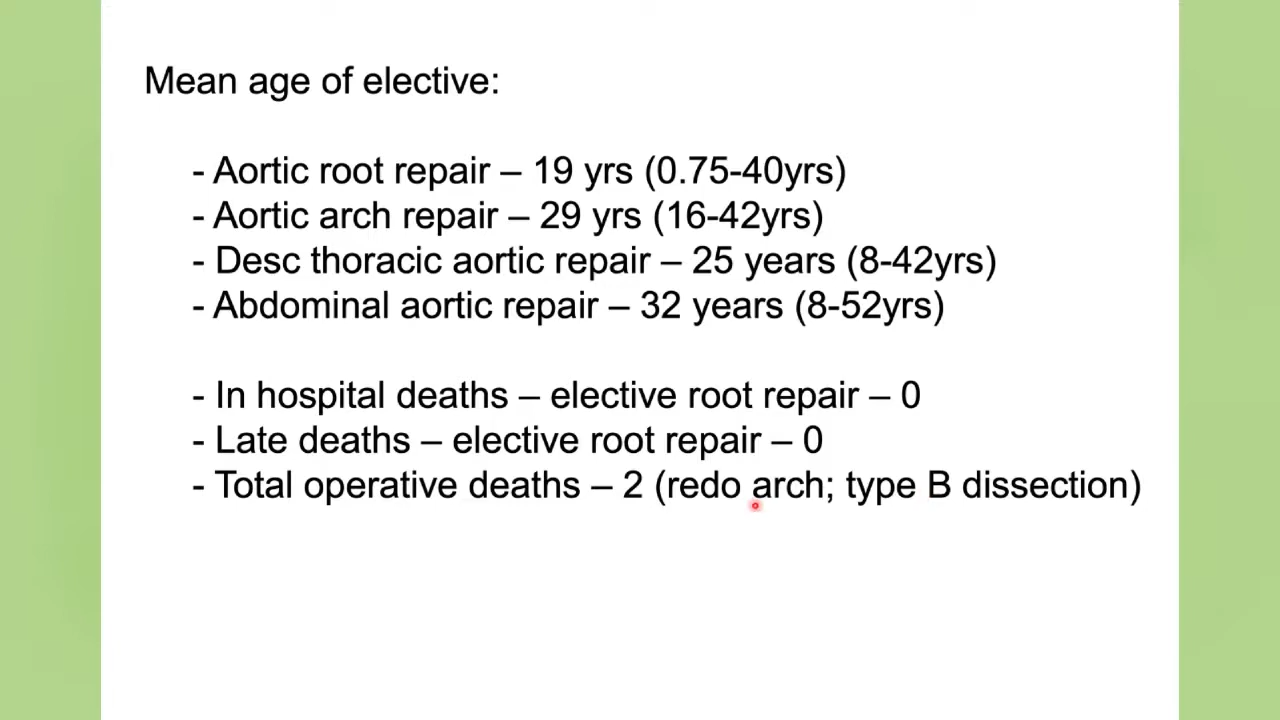 Mean age of elective:
- Aortic root repair – 19 yrs (0.75-40yrs)
- Aortic arch repair – 29 yrs (16-42yrs)
- Desc thoracic aortic repair – 25 years (8-42yrs)
- Abdominal aortic repair – 32 years (8-52yrs)
- In hospital deaths – elective root repair – 0
- Late deaths – elective root repair – 0
- Total operative deaths – 2 (redo arch; type B dissection)